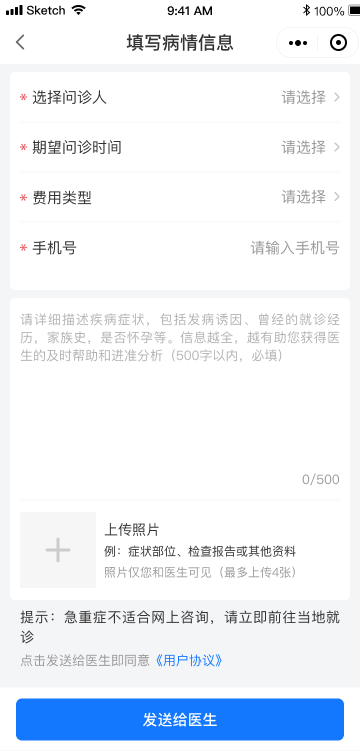 Sketch
9:41 AM
100%
填写病情信息
* 选择问诊人 请选择
* 期望问诊时间 请选择
* 费用类型 请选择
* 手机号 请输入手机号
请详细描述疾病症状，包括发病诱因、曾经的就诊经
历，家族史，是否怀孕等。信息越全，越有助您获得医
生的及时帮助和进准分析（500字以内，必填）
0/500
上传照片
例：症状部位、检查报告或其他资料
照片仅您和医生可见（最多上传4张）
提示：急重症不适合网上咨询，请立即前往当地就
诊
点击发送给医生即同意《用户协议》
发送给医生